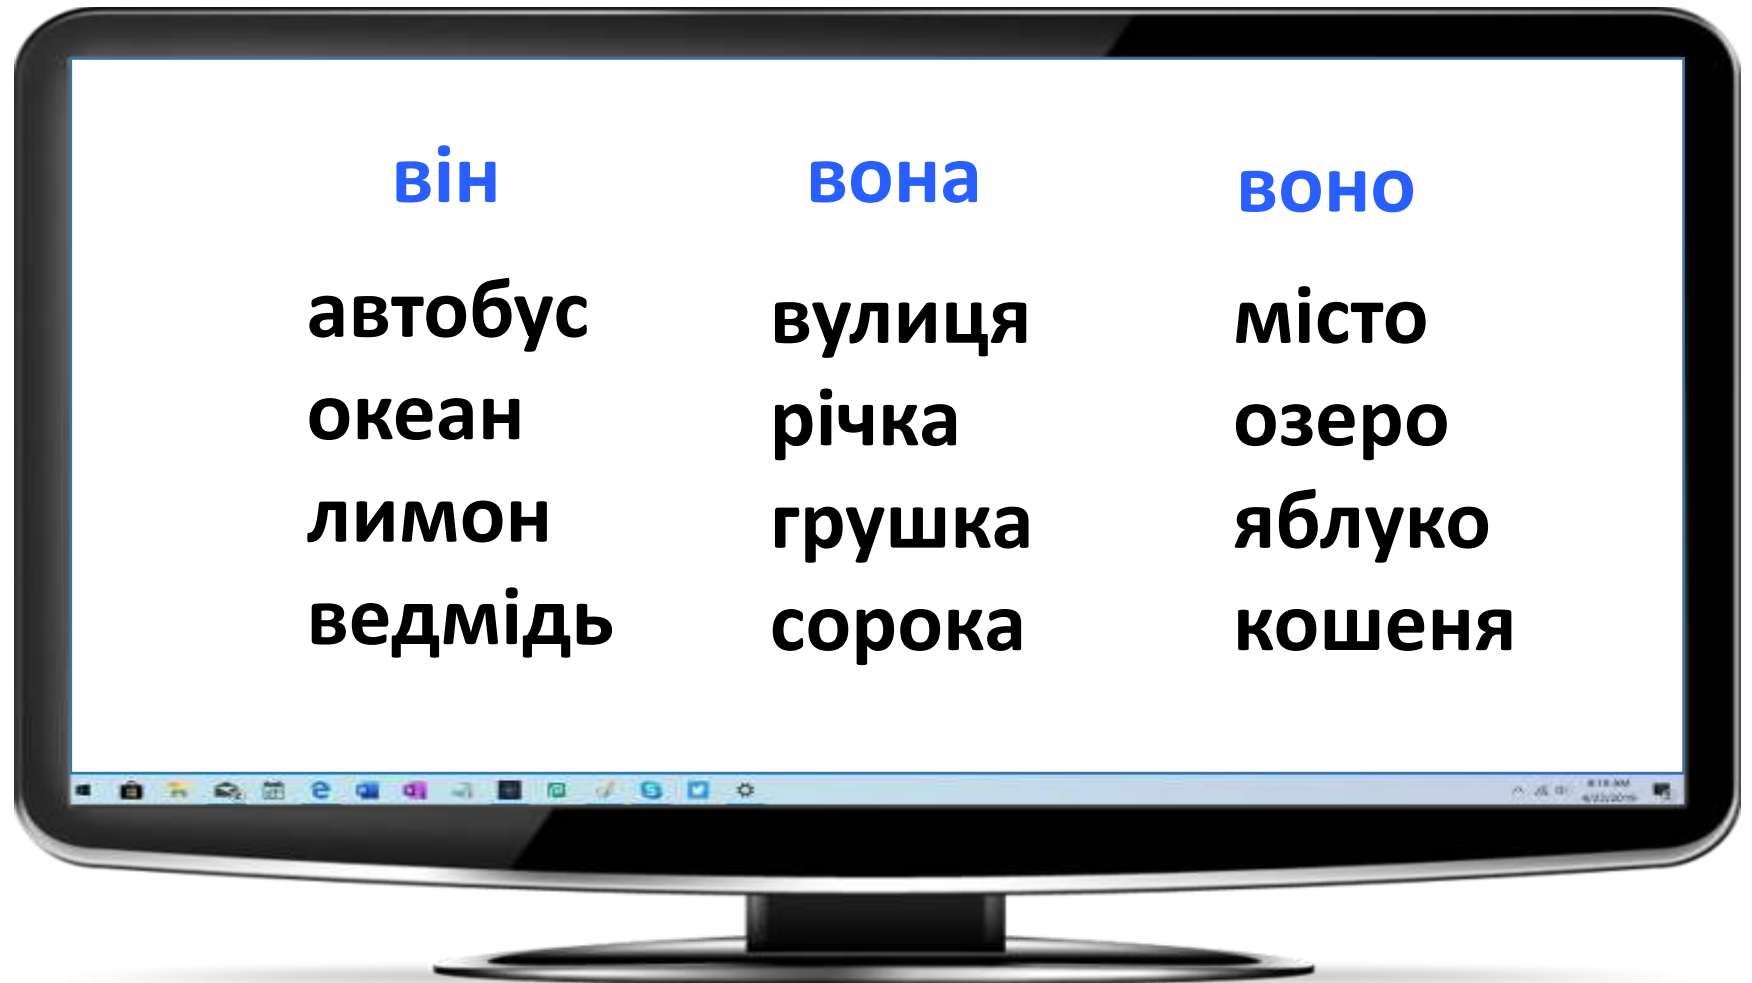 він вона воно
автобус вулиця місто
океан річка озеро
лимон грушка яблуко
ведмідь сорока кошеня